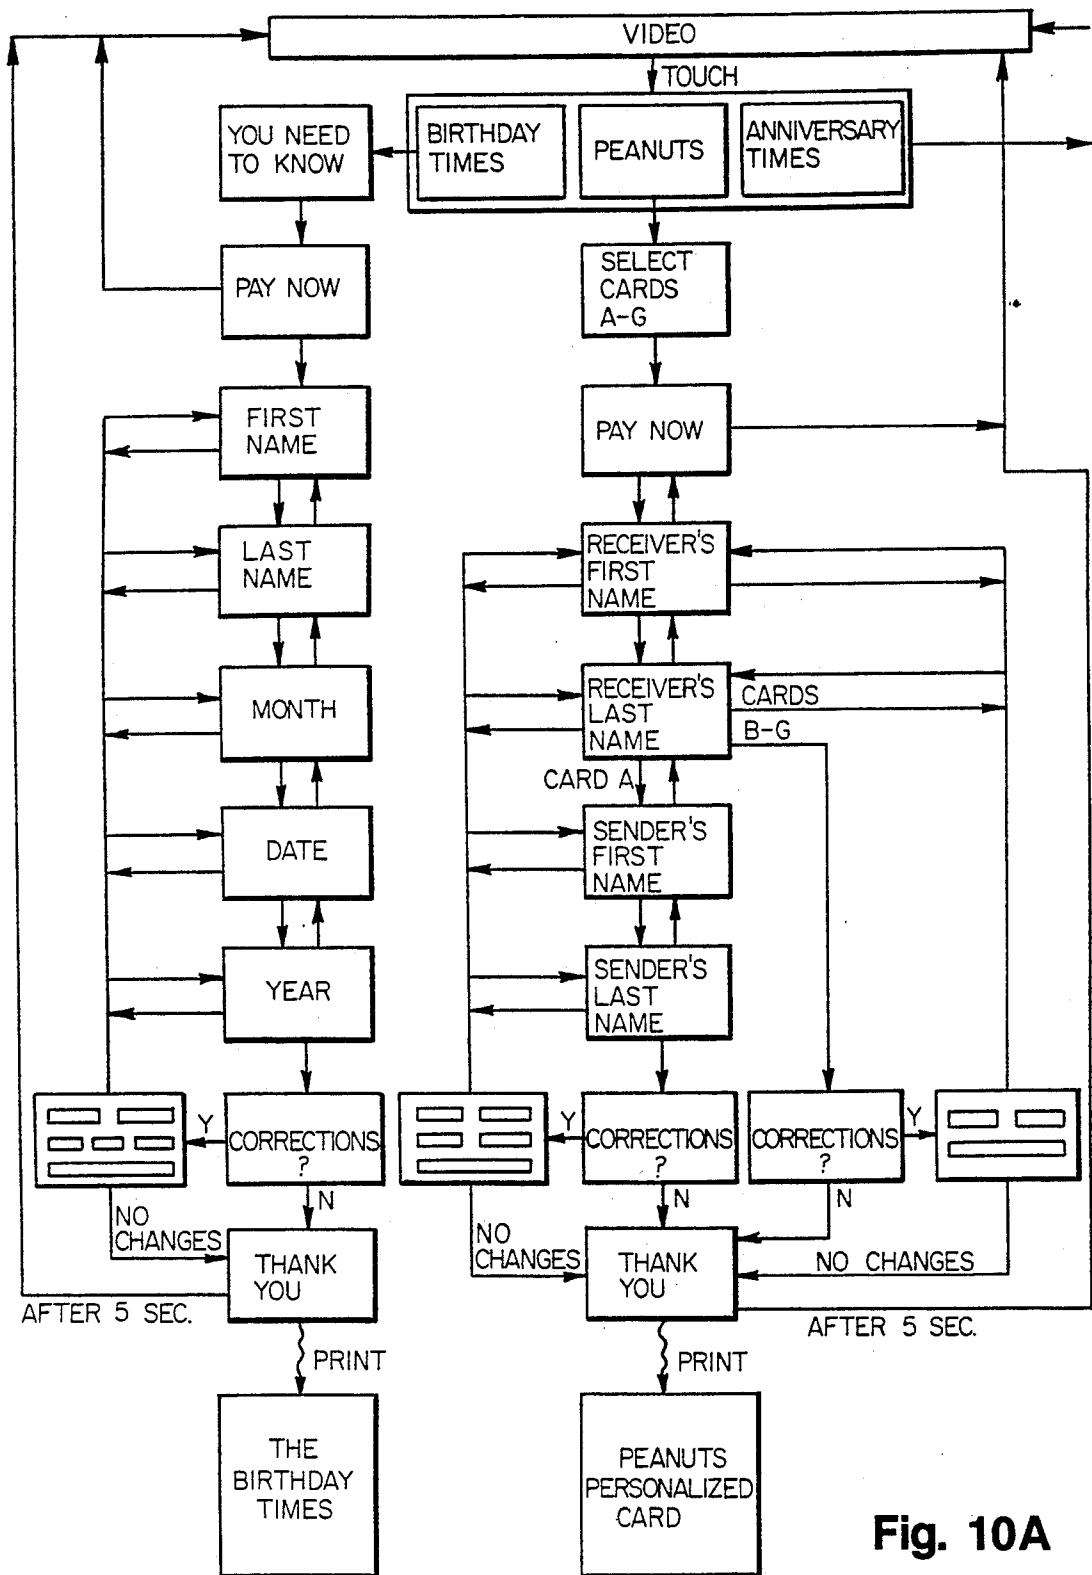 VIDEO
TOUCH
YOU NEED
TO KNOW
BIRTHDAY
TIMES
PEANUTS
ANNIVERSARY
TIMES
PAY NOW
SELECT
CARDS
A-G
FIRST
NAME
PAY NOW
LAST
NAME
RECEIVER'S
FIRST
NAME
MONTH
RECEIVER'S
LAST
NAME
CARDS
B-G
CARD A
DATE
SENDER'S
FIRST
NAME
YEAR
SENDER'S
LAST
NAME
Y
CORRECTIONS
?
Y
CORRECTIONS
?
CORRECTIONS
?
Y
N
N
N
NO
CHANGES
THANK
YOU
NO
CHANGES
THANK
YOU
NO CHANGES
AFTER 5 SEC.
AFTER 5 SEC.
PRINT
PRINT
THE
BIRTHDAY
TIMES
PEANUTS
PERSONALIZED
CARD
Fig. 10A